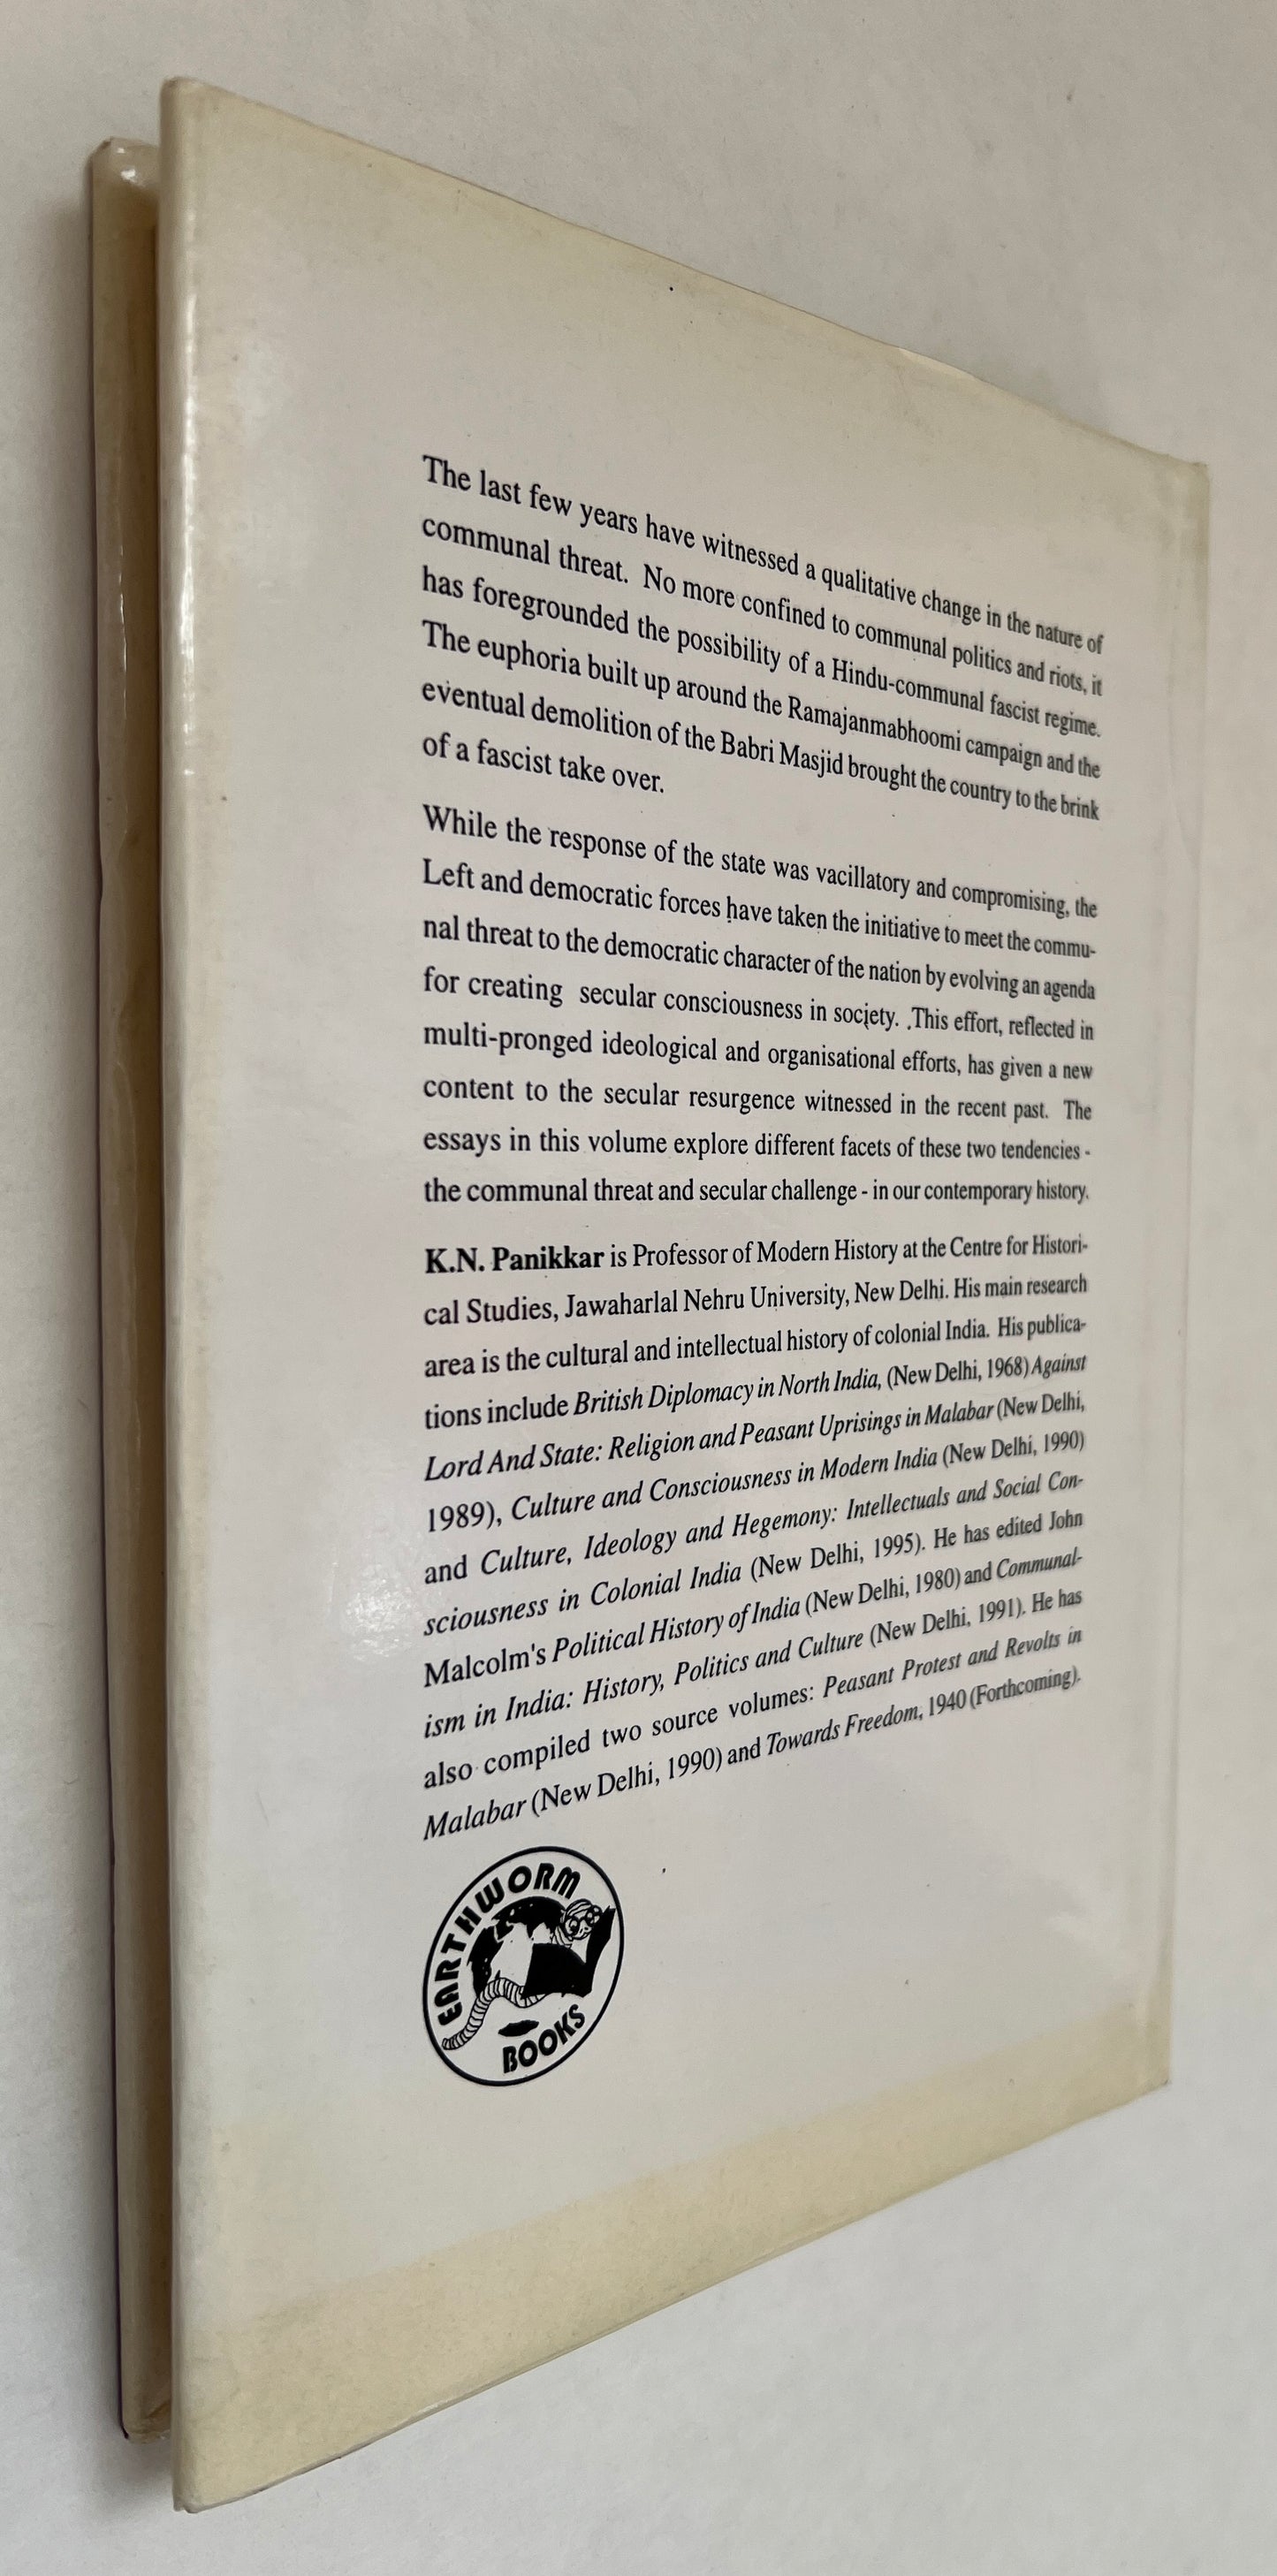 The last few years have witnessed a qualitative change in the nature of
communal threat. No more confined to communal politics and riots, it
has foregrounded the possibility of a Hindu-communal fascist regime.
The euphoria built up around the Ramajanmabhoomi campaign and the
eventual demolition of the Babri Masjid brought the country to the brink
of a fascist take over.
While the response of the state was vacillatory and compromising, the
Left and democratic forces have taken the initiative to meet the commu-
nal threat to the democratic character of the nation by evolving an agenda
for creating secular consciousness in society. .This effort, reflected in
multi-pronged ideological and organisational efforts, has given a new
content to the secular resurgence witnessed in the recent past. The
essays in this volume explore different facets of these two tendencies -
the communal threat and secular challenge - in our contemporary history.
K.N. Panikkar is Professor of Modern History at the Centre for Histori-
cal Studies, Jawaharlal Nehru University, New Delhi. His main research
area is the cultural and intellectual history of colonial India. His publica-
tions include British Diplomacy in North India, (New Delhi, 1968) Against
Lord And State: Religion and Peasant Uprisings in Malabar (New Delhi,
1989), Culture and Consciousness in Modern India (New Delhi, 1990)
and Culture, Ideology and Hegemony: Intellectuals and Social Con-
sciousness in Colonial India (New Delhi, 1995). He has edited John
Malcolm's Political History of India (New Delhi, 1980) and Communal-
ism in India: History, Politics and Culture (New Delhi, 1991). He has
also compiled two source volumes: Peasant Protest and Revolts in
Malabar (New Delhi, 1990) and Towards Freedom, 1940 (Forthcoming).
EARTHWORM
BOOKS